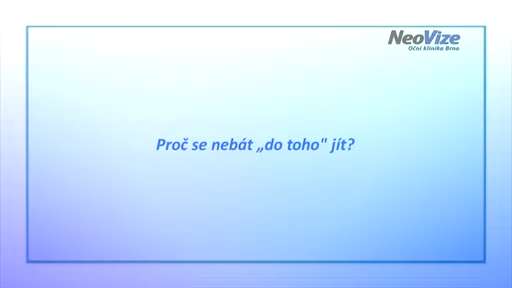 NeoVize
Oční klinika Brno
Proč se nebát „do toho" jít?